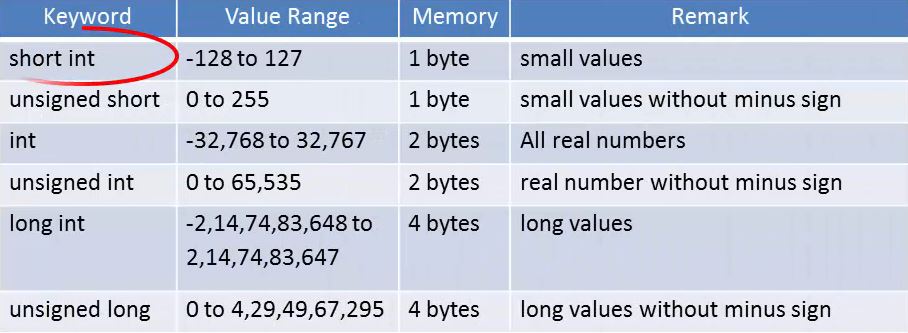 Keyword Value Range Memory Remark
short int -128 to 127 1 byte small values
unsigned short 0 to 255 1 byte small values without minus sign
int -32,768 to 32,767 2 bytes All real numbers
unsigned int 0 to 65,535 2 bytes real number without minus sign
long int -2,14,74,83,648 to 4 bytes long values
2,14,74,83,647
unsigned long 0 to 4,29,49,67,295 4 bytes long values without minus sign